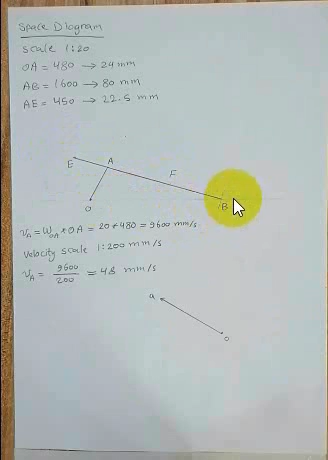 Space Diagram
scale 1:20
OA = 480 → 24 mm
AB = 1600 → 80 mm
AE = 450 → 22.5 mm
E
A
F
B
O
VA = WOA * OA = 20 * 480 = 9600 mm/s
Velocity scale 1:200 mm/s
VA = 9600/200 = 48 mm/s
a
o